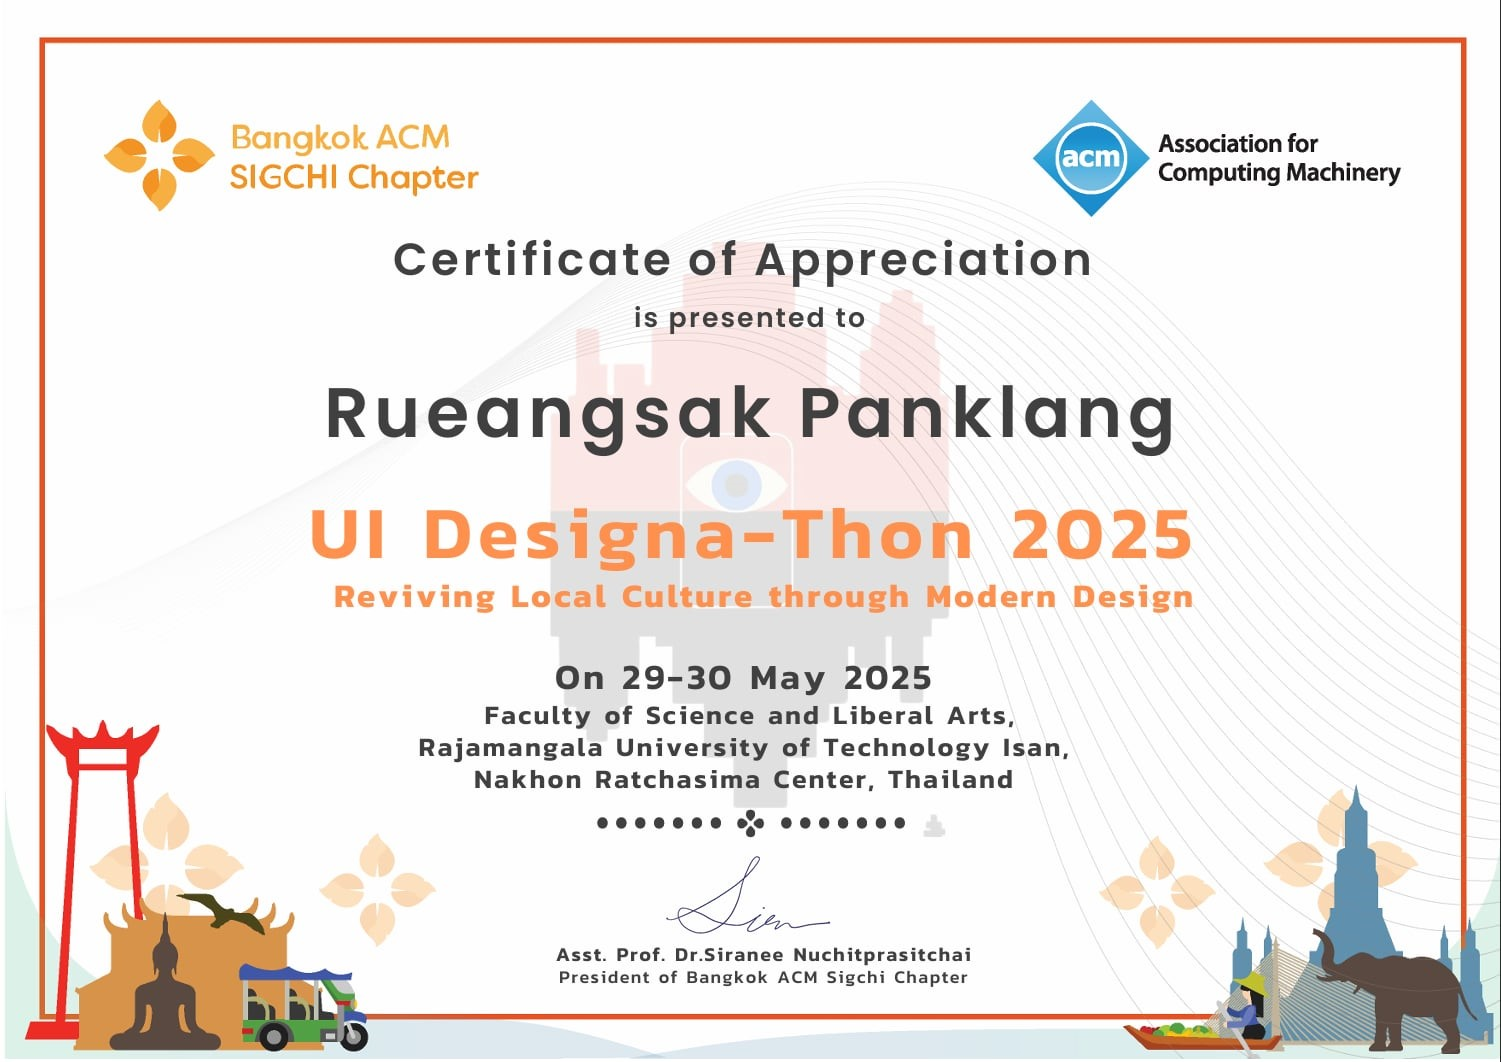 Bangkok ACM
SIGCHI Chapter
acm
Association for
Computing Machinery
Certificate of Appreciation
is presented to
Rueangsak Panklang
UI Designa-Thon 2025
Reviving Local Culture through Modern Design
On 29-30 May 2025
Faculty of Science and Liberal Arts,
Rajamangala University of Technology Isan,
Nakhon Ratchasima Center, Thailand
Sien
Asst. Prof. Dr.Siranee Nuchitprasitchai
President of Bangkok ACM Sigchi Chapter